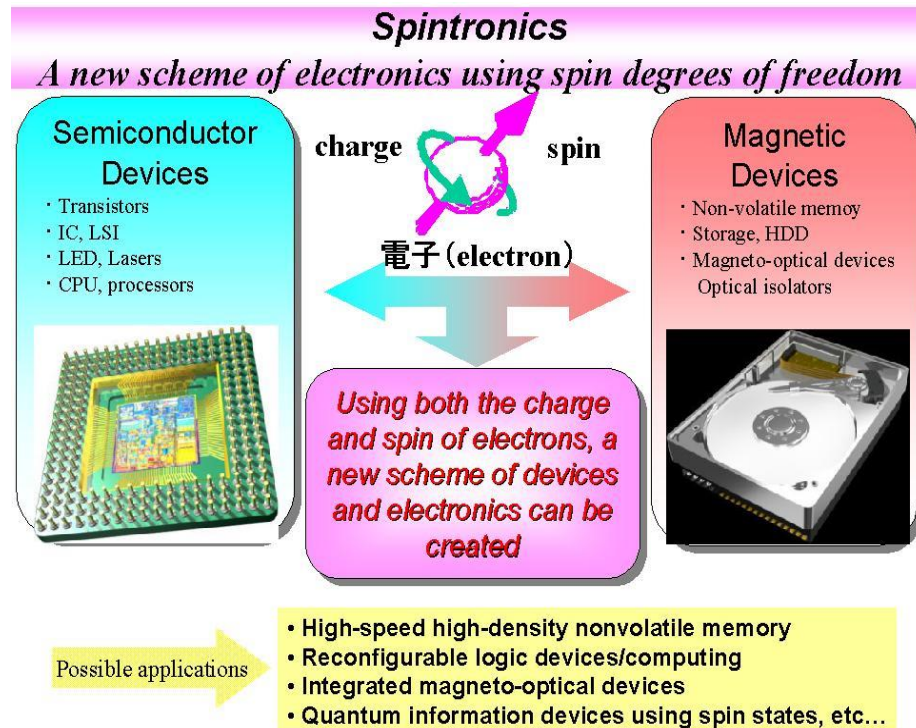 Spintronics
A new scheme of electronics using spin degrees of freedom
Semiconductor
Devices
・Transistors
・IC, LSI
・LED, Lasers
・CPU, processors
charge
spin
電子(electron)
Magnetic
Devices
・Non-volatile memoy
・Storage, HDD
・Magneto-optical devices
Optical isolators
Using both the charge
and spin of electrons, a
new scheme of devices
and electronics can be
created
Possible applications
• High-speed high-density nonvolatile memory
• Reconfigurable logic devices/computing
• Integrated magneto-optical devices
• Quantum information devices using spin states, etc…